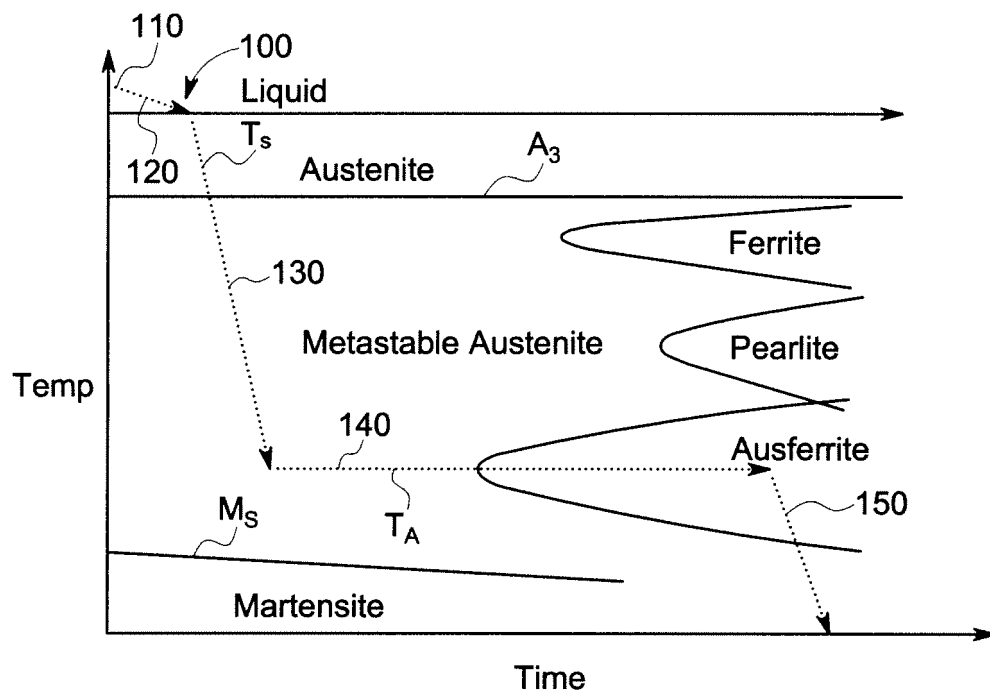 110
100
Liquid
Ts
120
Austenite
A3
Ferrite
130
Metastable Austenite
Pearlite
Temp
140
Ausferrite
TA
150
MS
Martensite
Time